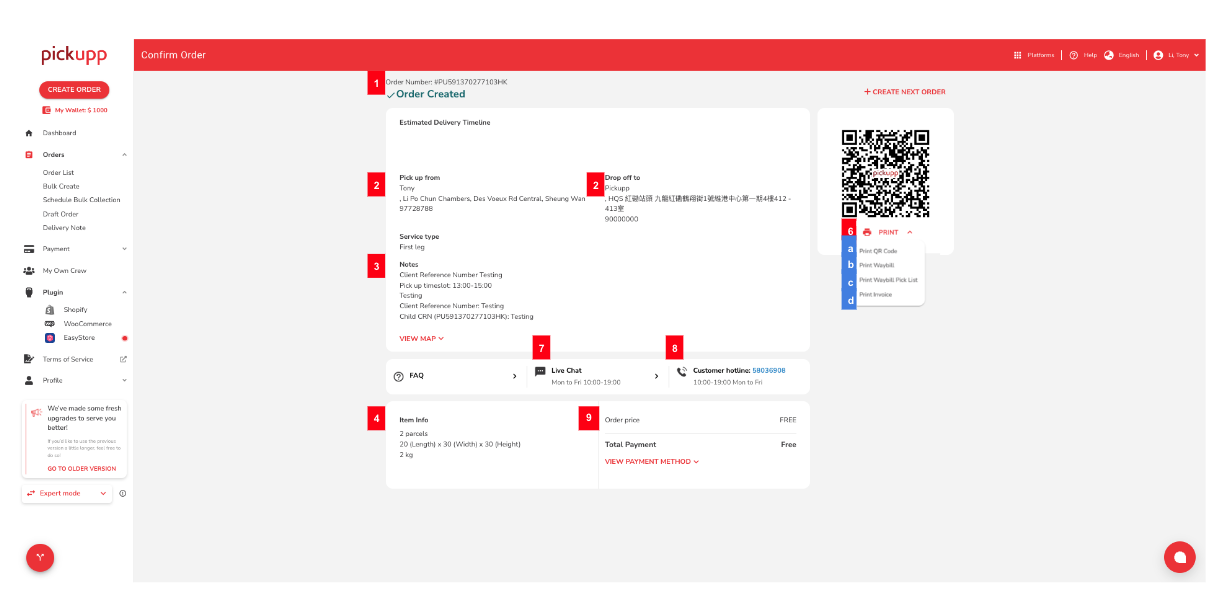 pickupp
Confirm Order
Platforms
Help
English
Li, Tony
CREATE ORDER
My Wallet: $ 1000
Dashboard
Orders
Order List
Bulk Create
Schedule Bulk Collection
Draft Order
Delivery Note
Payment
My Own Crew
Plugin
Shopify
WooCommerce
EasyStore
Terms of Service
Profile
We've made some fresh
upgrades to serve you
better!
If you'd like to use the previous
version a little longer, feel free to
do so!
GO TO OLDER VERSION
Expert mode
1
Order Number: #PU591370277103HK
Order Created
CREATE NEXT ORDER
Estimated Delivery Timeline
2
Pick up from
Tony
, Li Po Chun Chambers, Des Voeux Rd Central, Sheung Wan
97728788
2
Drop off to
Pickupp
, HQS 紅磡站頭 九龍紅磡鶴翔街1號維港中心第一期4樓412 -
413室
90000000
Service type
First leg
3
Notes
Client Reference Number Testing
Pick up timeslot: 13:00-15:00
Testing
Client Reference Number: Testing
Child CRN (PU591370277103HK): Testing
VIEW MAP
pickupp
6
PRINT
a
Print QR Code
b
Print Waybill
c
Print Waybill Pick List
d
Print Invoice
FAQ
7
Live Chat
Mon to Fri 10:00-19:00
8
Customer hotline: 58036908
10:00-19:00 Mon to Fri
4
Item Info
2 parcels
20 (Length) x 30 (Width) x 30 (Height)
2 kg
9
Order price
FREE
Total Payment
Free
VIEW PAYMENT METHOD